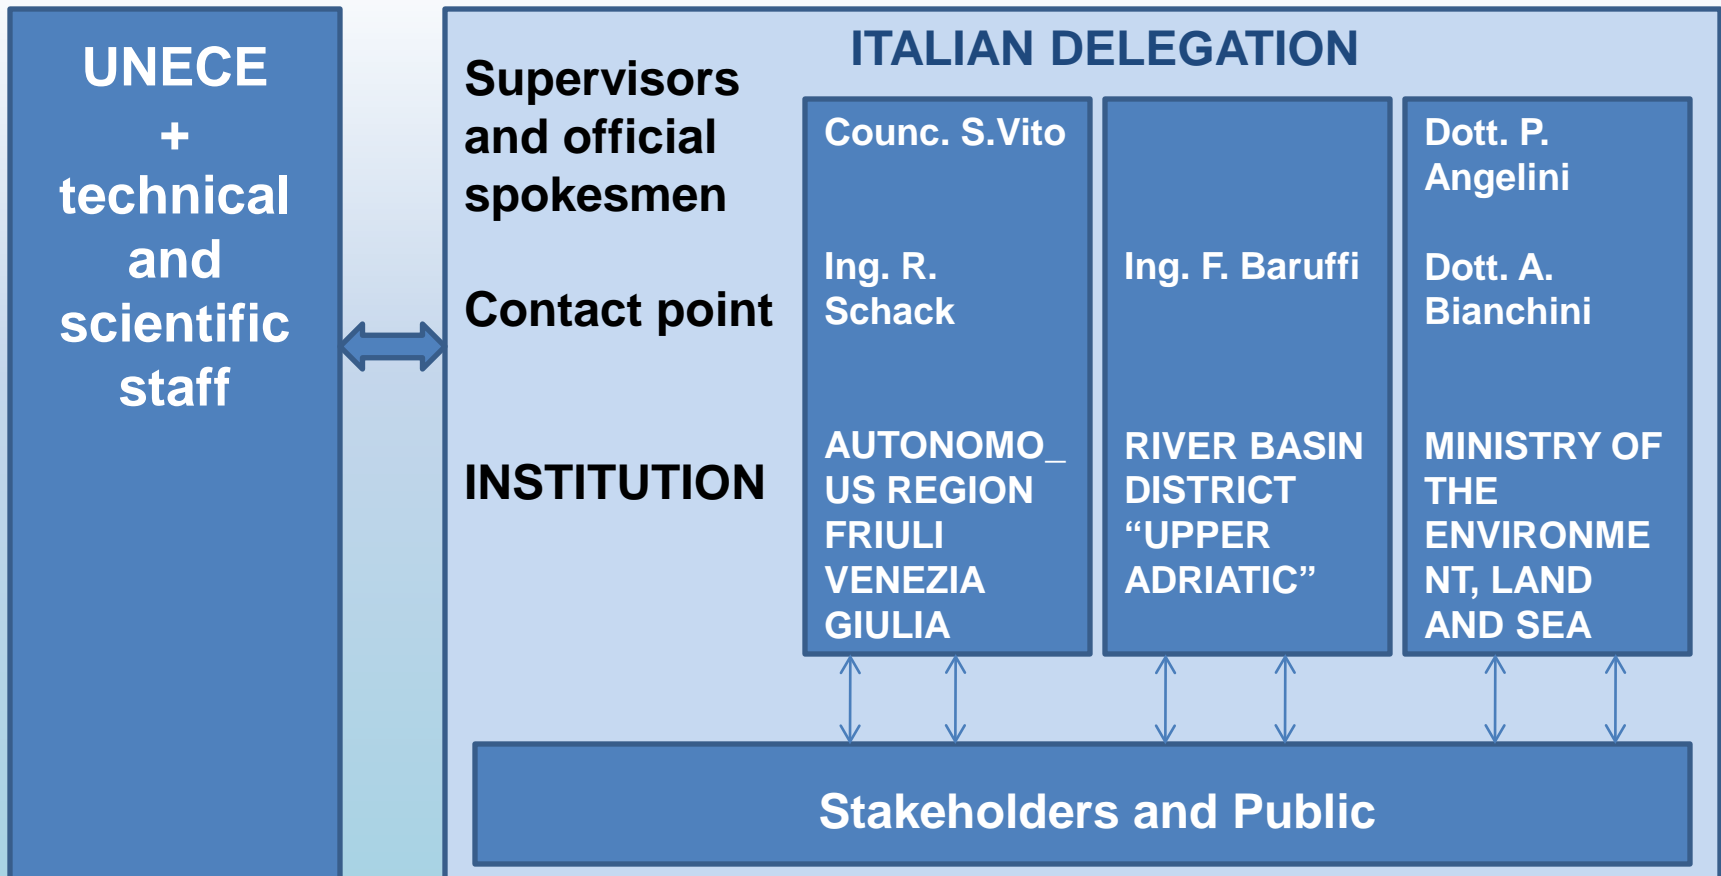 UNECE
+
technical
and
scientific
staff
ITALIAN DELEGATION
Supervisors
and official
spokesmen
Contact point
INSTITUTION
Counc. S.Vito
Ing. R.
Schack
AUTONOMO_
US REGION
FRIULI
VENEZIA
GIULIA
Ing. F. Baruffi
RIVER BASIN
DISTRICT
“UPPER
ADRIATIC”
Dott. P.
Angelini
Dott. A.
Bianchini
MINISTRY OF
THE
ENVIRONME
NT, LAND
AND SEA
Stakeholders and Public